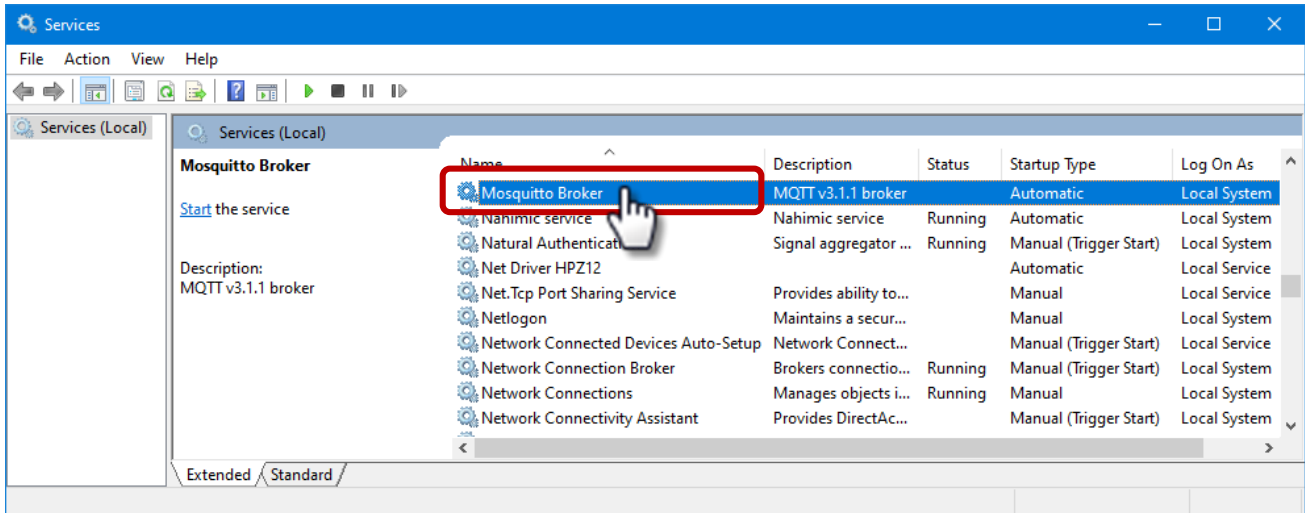 Services
File Action View Help
Services (Local)
Services (Local)
Mosquitto Broker
Start the service
Description:
MQTT v3.1.1 broker
Name Description Status Startup Type Log On As
Mosquitto Broker MQTT v3.1.1 broker Automatic Local System
Nahimic service Nahimic service Running Automatic Local System
Natural Signal aggregator ... Running Manual (Trigger Start) Local System
Net Driver HPZ12 Automatic Local Service
Net.Tcp Port Sharing Service Provides ability to... Manual Local Service
Netlogon Maintains a secur... Manual Local System
Network Connected Devices Auto-Setup Network Connect... Manual (Trigger Start) Local Service
Network Connection Broker Brokers connectio... Running Manual (Trigger Start) Local System
Network Connections Manages objects i... Running Manual Local System
Network Connectivity Assistant Provides DirectAc... Manual (Trigger Start) Local System
Extended Standard